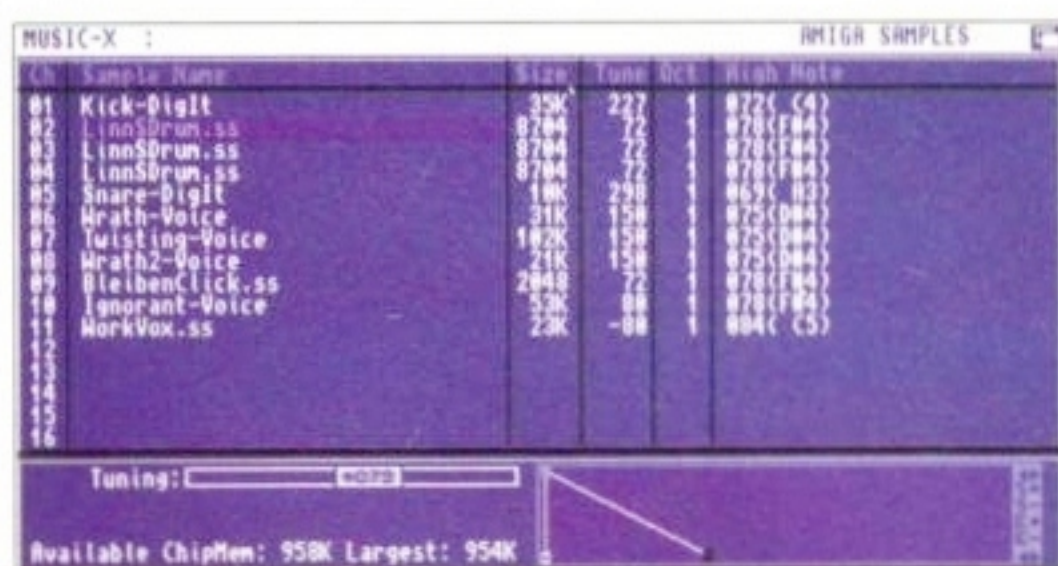 MUSIC-X : AMIGA SAMPLES
Ch Sample Name Size Tune Oct High Note
01 Kick-DigIt 35K 227 1 072( C4)
02 LinnSDrum.ss 8704 72 1 078(F#4)
03 LinnSDrum.ss 8704 72 1 078(F#4)
04 LinnSDrum.ss 8704 72 1 078(F#4)
05 Snare-DigIt 10K 298 1 069( A3)
06 Wrath-Voice 31K 150 1 075(D#4)
07 Twisting-Voice 102K 150 1 075(D#4)
08 Wrath2-Voice 21K 150 1 075(D#4)
09 BleibenClick.ss 2048 72 1 078(F#4)
10 Ignorant-Voice 53K 80 1 078(F#4)
11 WorkVox.ss 23K -80 1 084( C5)
12
13
14
15
16
Tuning: +072
Available ChipMem: 958K Largest: 954K